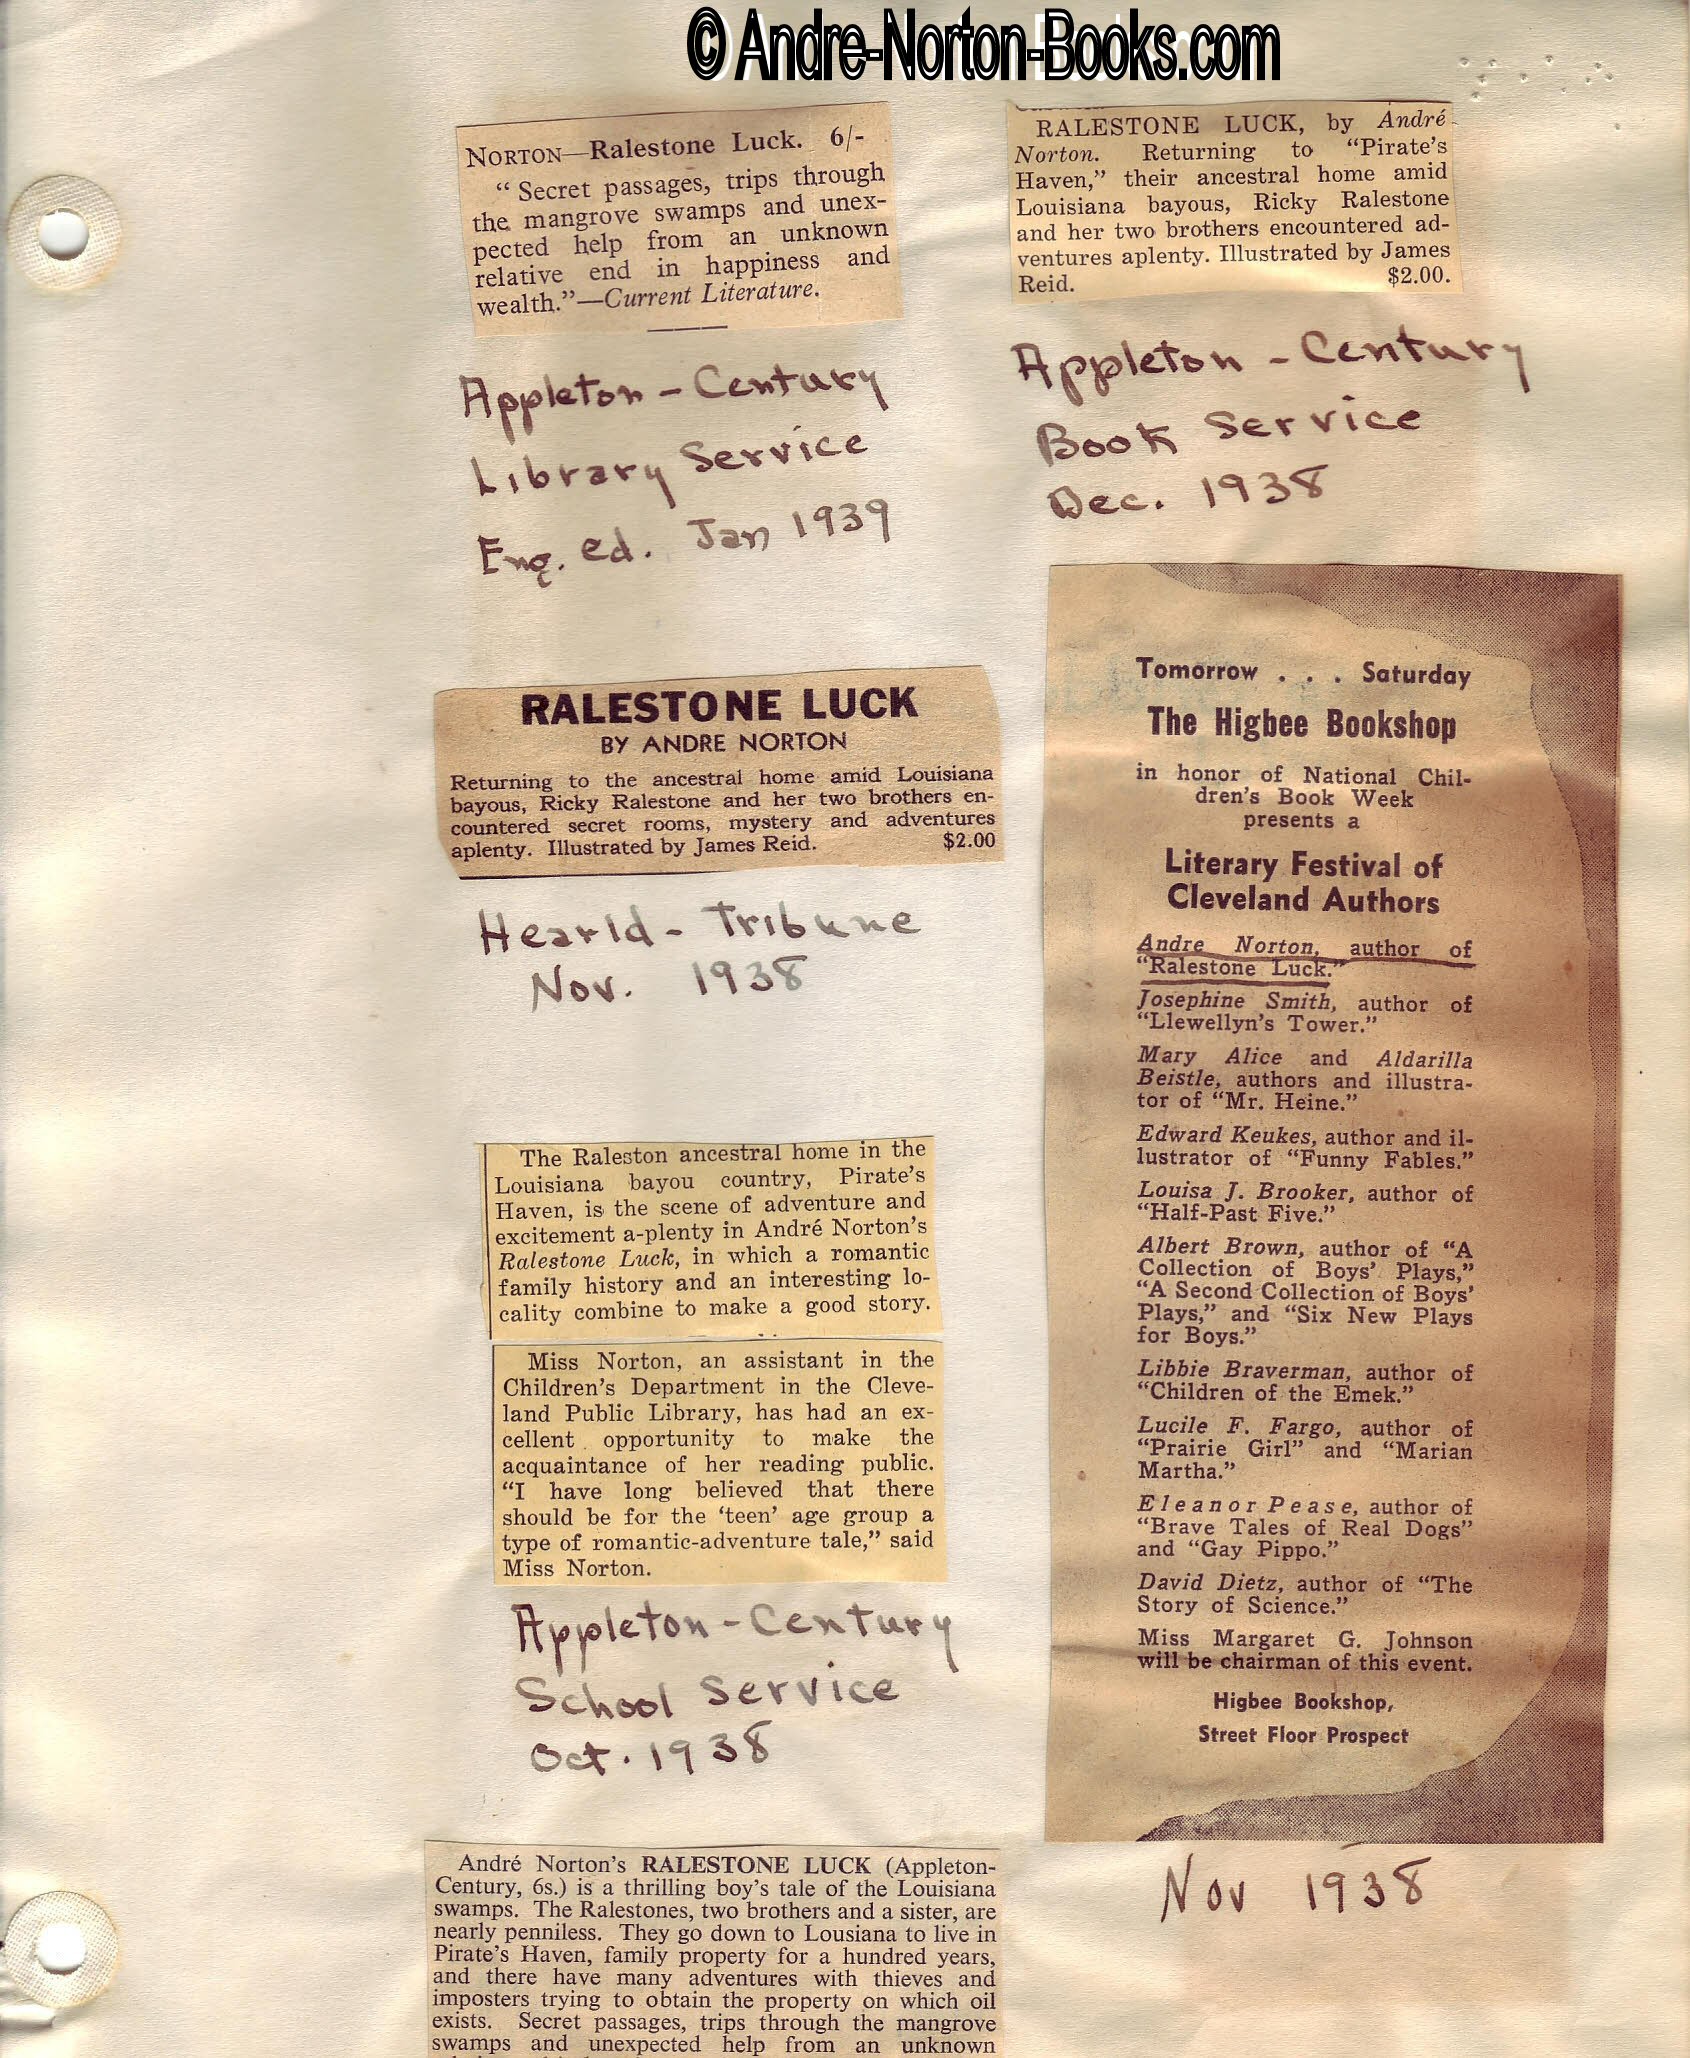 © Andre-Norton-Books.com
NORTON—Ralestone Luck. 6/-
“Secret passages, trips through
the mangrove swamps and unex-
pected help from an unknown
relative end in happiness and
wealth.”—Current Literature.
Appleton - Century
Library Service
Eng. ed. Jan 1939
RALESTONE LUCK, by André
Norton. Returning to “Pirate’s
Haven,” their ancestral home amid
Louisiana bayous, Ricky Ralestone
and her two brothers encountered ad-
ventures aplenty. Illustrated by James
Reid. $2.00.
Appleton - Century
Book Service
Dec. 1938
RALESTONE LUCK
BY ANDRE NORTON
Returning to the ancestral home amid Louisiana
bayous, Ricky Ralestone and her two brothers en-
countered secret rooms, mystery and adventures
aplenty. Illustrated by James Reid. $2.00
Hearld - Tribune
Nov. 1938
The Raleston ancestral home in the
Louisiana bayou country, Pirate’s
Haven, is the scene of adventure and
excitement a-plenty in André Norton’s
Ralestone Luck, in which a romantic
family history and an interesting lo-
cality combine to make a good story.
Miss Norton, an assistant in the
Children’s Department in the Cleve-
land Public Library, has had an ex-
cellent opportunity to make the
acquaintance of her reading public.
“I have long believed that there
should be for the ‘teen’ age group a
type of romantic-adventure tale,” said
Miss Norton.
Appleton - Century
School Service
Oct. 1938
Tomorrow . . . Saturday
The Higbee Bookshop
in honor of National Chil-
dren’s Book Week
presents a
Literary Festival of
Cleveland Authors
Andre Norton, author of
“Ralestone Luck.”
Josephine Smith, author of
“Llewellyn’s Tower.”
Mary Alice and Aldarilla
Beistle, authors and illustra-
tor of “Mr. Heine.”
Edward Keukes, author and il-
lustrator of “Funny Fables.”
Louisa J. Brooker, author of
“Half-Past Five.”
Albert Brown, author of “A
Collection of Boys’ Plays,”
“A Second Collection of Boys’
Plays,” and “Six New Plays
for Boys.”
Libbie Braverman, author of
“Children of the Emek.”
Lucile F. Fargo, author of
“Prairie Girl” and “Marian
Martha.”
Eleanor Pease, author of
“Brave Tales of Real Dogs”
and “Gay Pippo.”
David Dietz, author of “The
Story of Science.”
Miss Margaret G. Johnson
will be chairman of this event.
Higbee Bookshop,
Street Floor Prospect
Nov 1938
André Norton’s RALESTONE LUCK (Appleton-
Century, 6s.) is a thrilling boy’s tale of the Louisiana
swamps. The Ralestones, two brothers and a sister, are
nearly penniless. They go down to Lousiana to live in
Pirate’s Haven, family property for a hundred years,
and there have many adventures with thieves and
imposters trying to obtain the property on which oil
exists. Secret passages, trips through the mangrove
swamps and unexpected help from an unknown